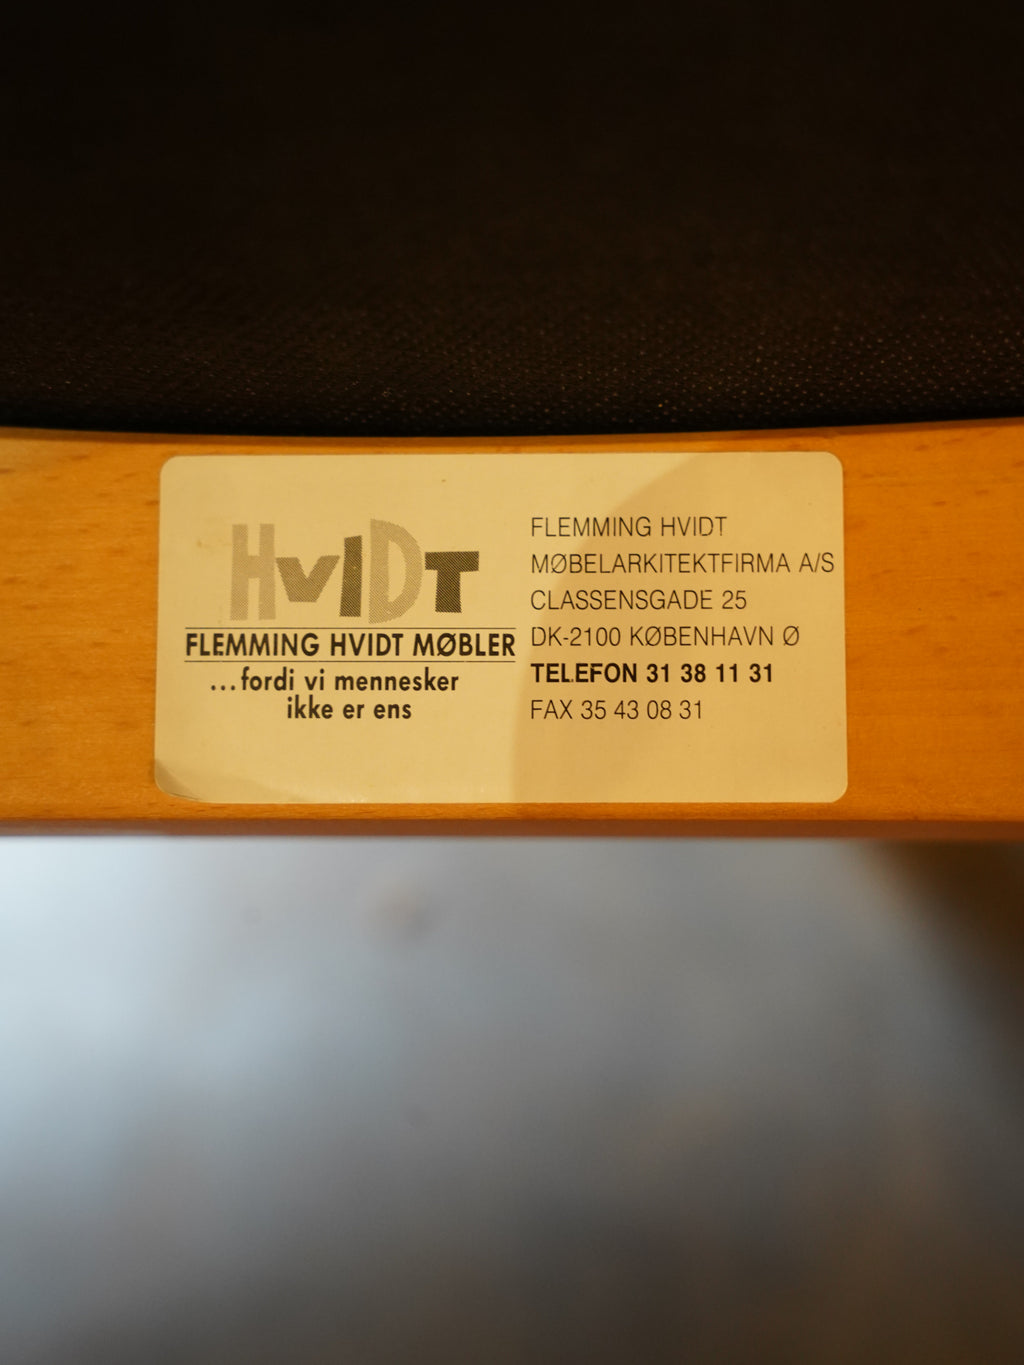 HVIDT
FLEMMING HVIDT MØBLER
...fordi vi mennesker
ikke er ens
FLEMMING HVIDT
MØBELARKITEKTFIRMA A/S
CLASSENSGADE 25
DK-2100 KØBENHAVN Ø
TELEFON 31 38 11 31
FAX 35 43 08 31